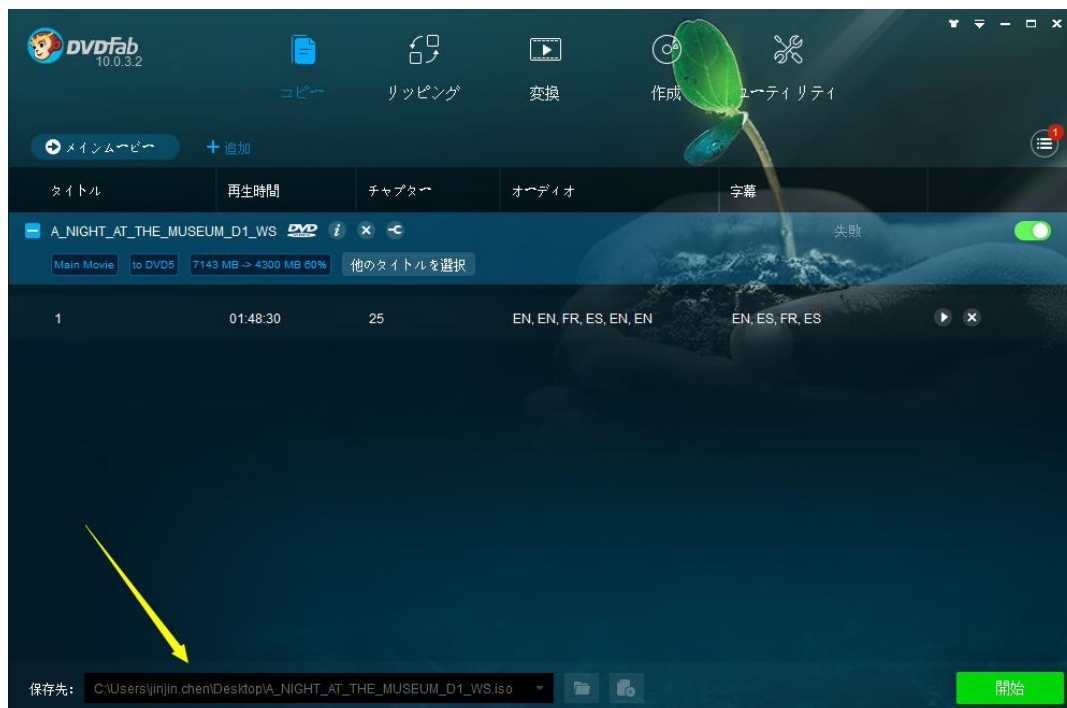 DVDFab
10.0.3.2
コピー リッピング 変換 作成 ユーティリティ
メインムービー + 追加 1
タイトル 再生時間 チャプター オーディオ 字幕
A_NIGHT_AT_THE_MUSEUM_D1_WS DVD i 失敗
Main Movie to DVD5 7143 MB -> 4300 MB 60% 他のタイトルを選択
1 01:48:30 25 EN, EN, FR, ES, EN, EN EN, ES, FR, ES
保存先: C:\Users\jinjin.chen\Desktop\A_NIGHT_AT_THE_MUSEUM_D1_WS.iso 開始